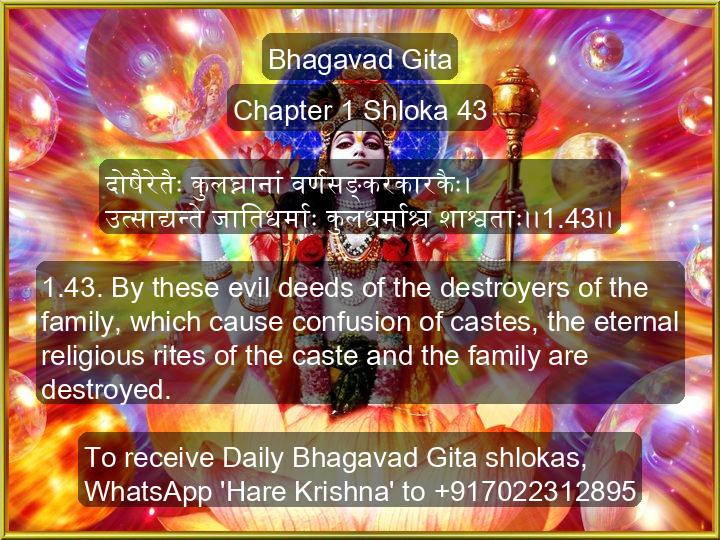 Bhagavad Gita
Chapter 1 Shloka 43
दोषैरेतैः कुलघ्नानां वर्णसङ्करकारकैः।
उत्साद्यन्ते जातिधर्माः कुलधर्माश्च शाश्वताः।।1.43।।
1.43. By these evil deeds of the destroyers of the
family, which cause confusion of castes, the eternal
religious rites of the caste and the family are
destroyed.
To receive Daily Bhagavad Gita shlokas,
WhatsApp 'Hare Krishna' to +917022312895